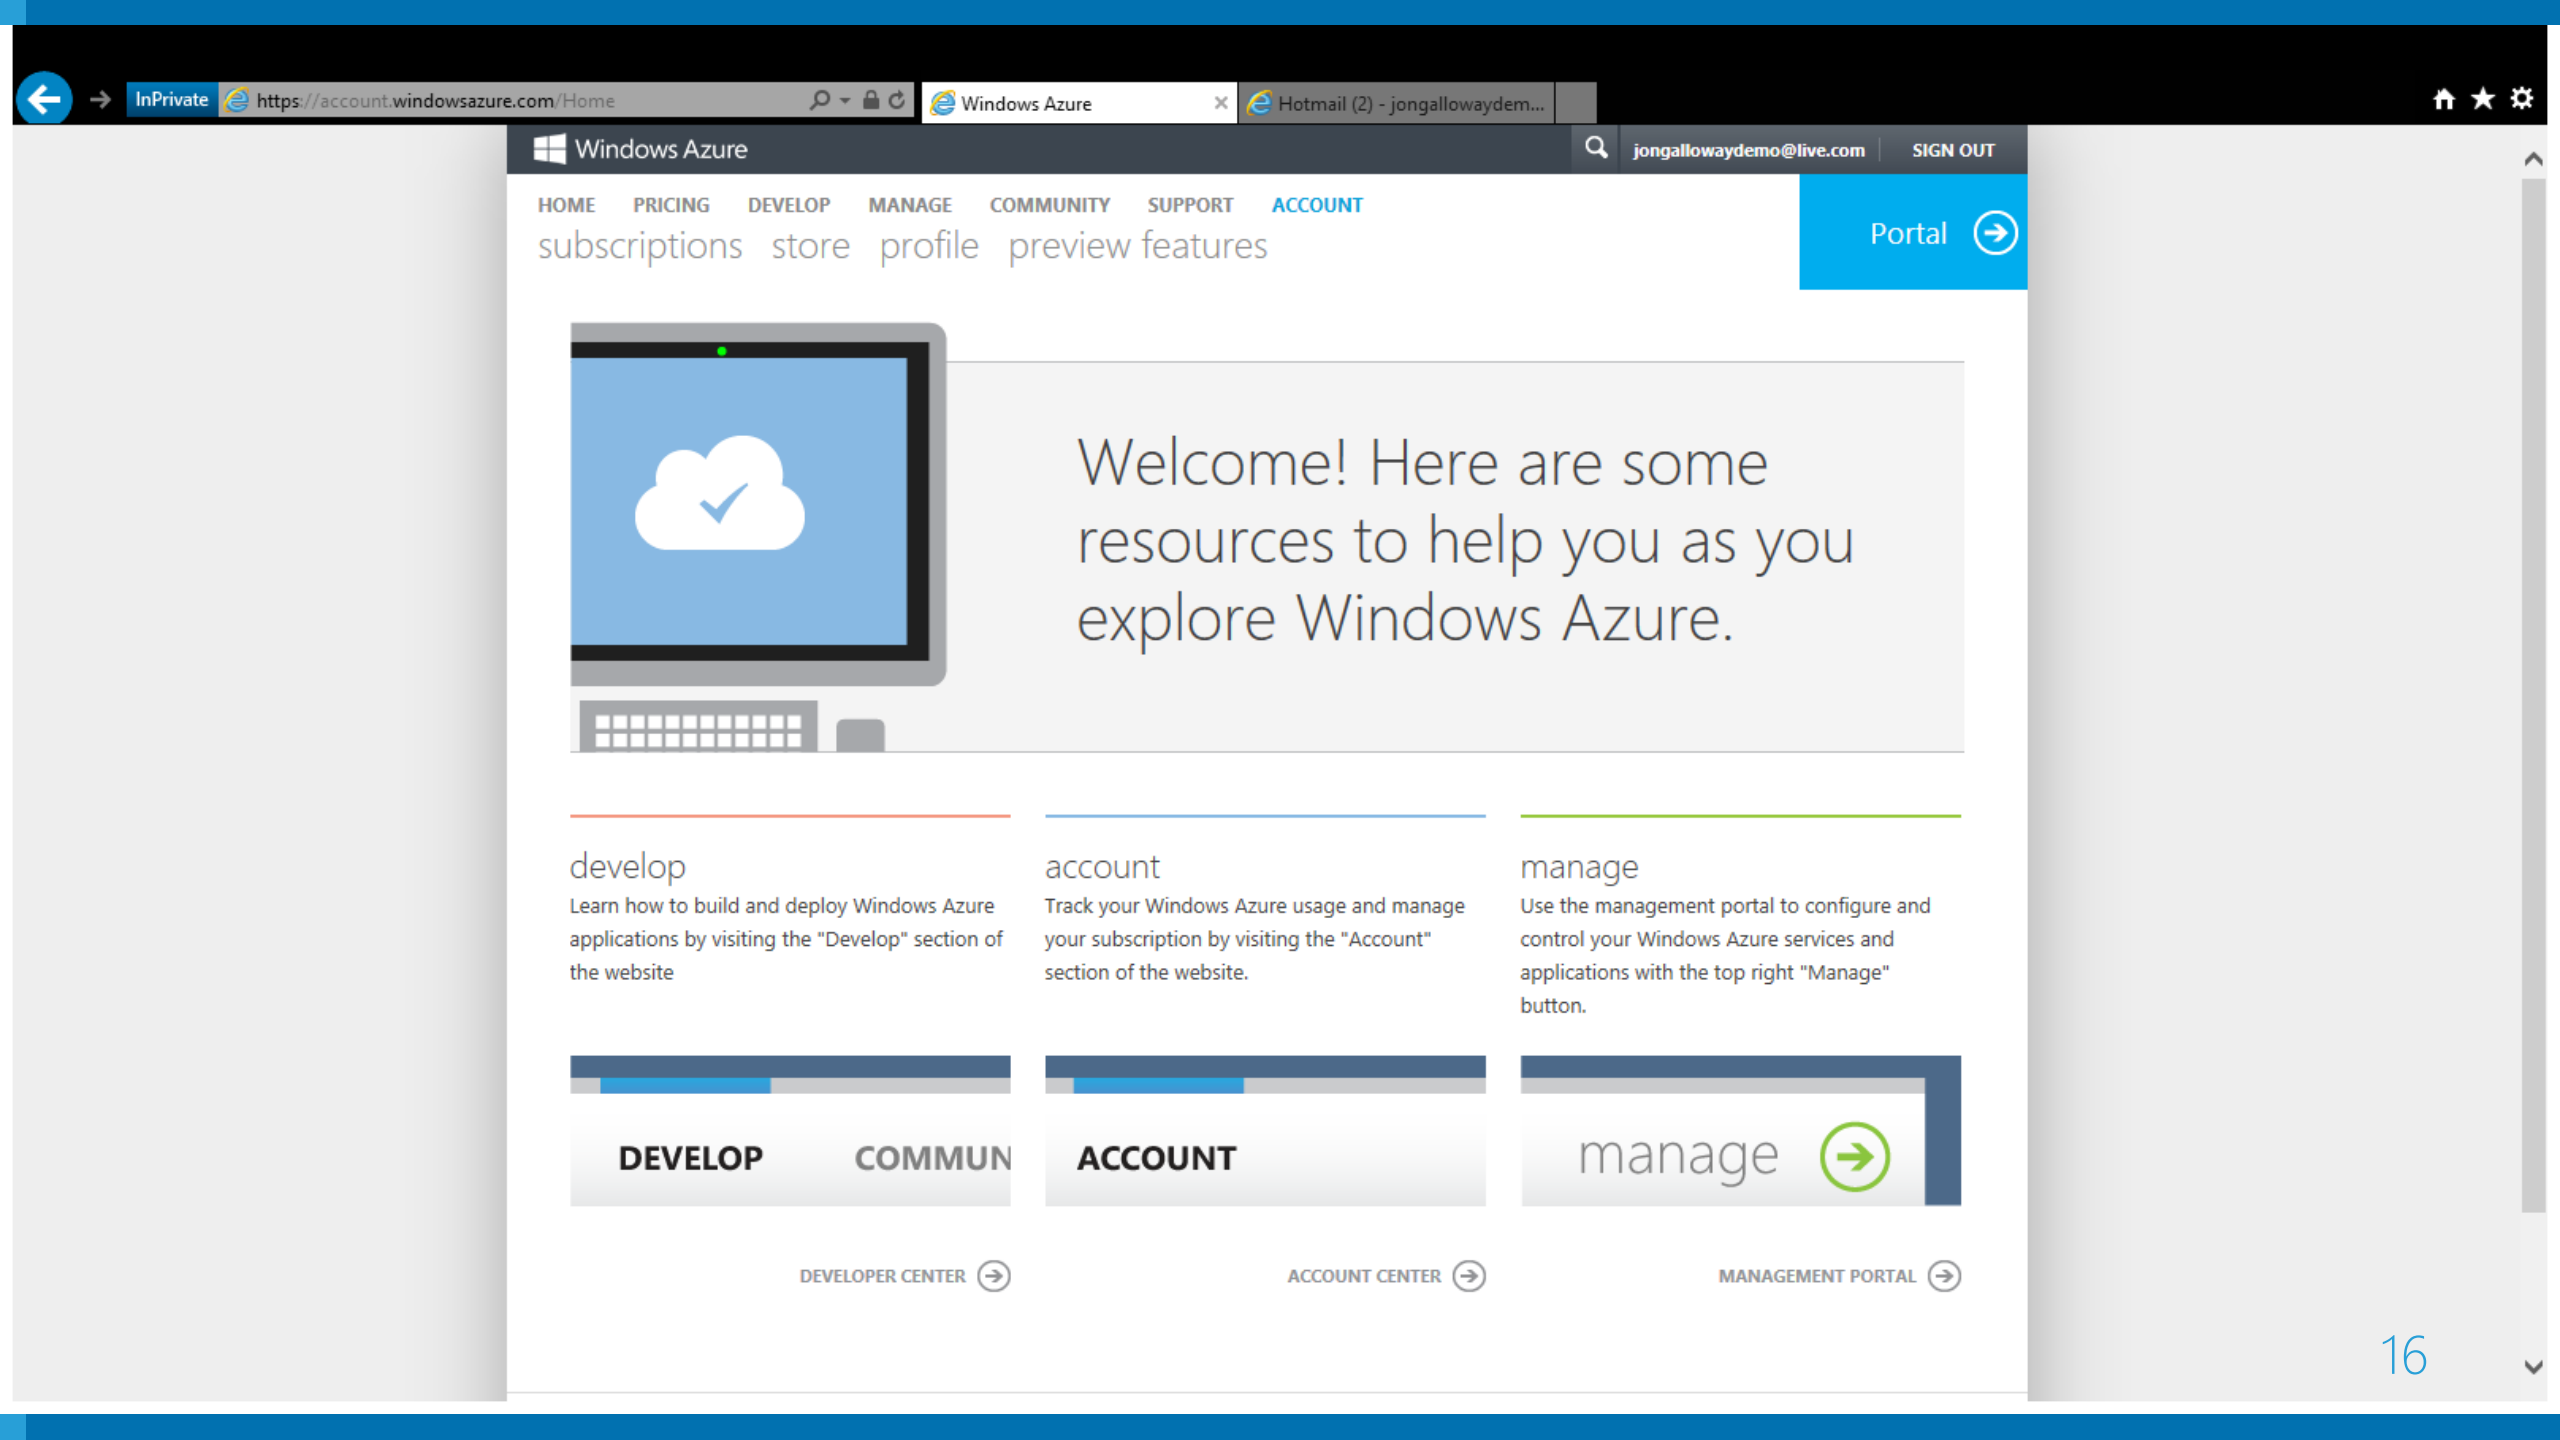 InPrivate https://account.windowsazure.com/Home Windows Azure Hotmail (2) - jongallowaydem...
Windows Azure jongallowaydemo@live.com SIGN OUT
HOME PRICING DEVELOP MANAGE COMMUNITY SUPPORT ACCOUNT
subscriptions store profile preview features
Portal
Welcome! Here are some
resources to help you as you
explore Windows Azure.
develop
Learn how to build and deploy Windows Azure
applications by visiting the "Develop" section of
the website
account
Track your Windows Azure usage and manage
your subscription by visiting the "Account"
section of the website.
manage
Use the management portal to configure and
control your Windows Azure services and
applications with the top right "Manage"
button.
DEVELOP COMMUN
ACCOUNT
manage
DEVELOPER CENTER
ACCOUNT CENTER
MANAGEMENT PORTAL
16